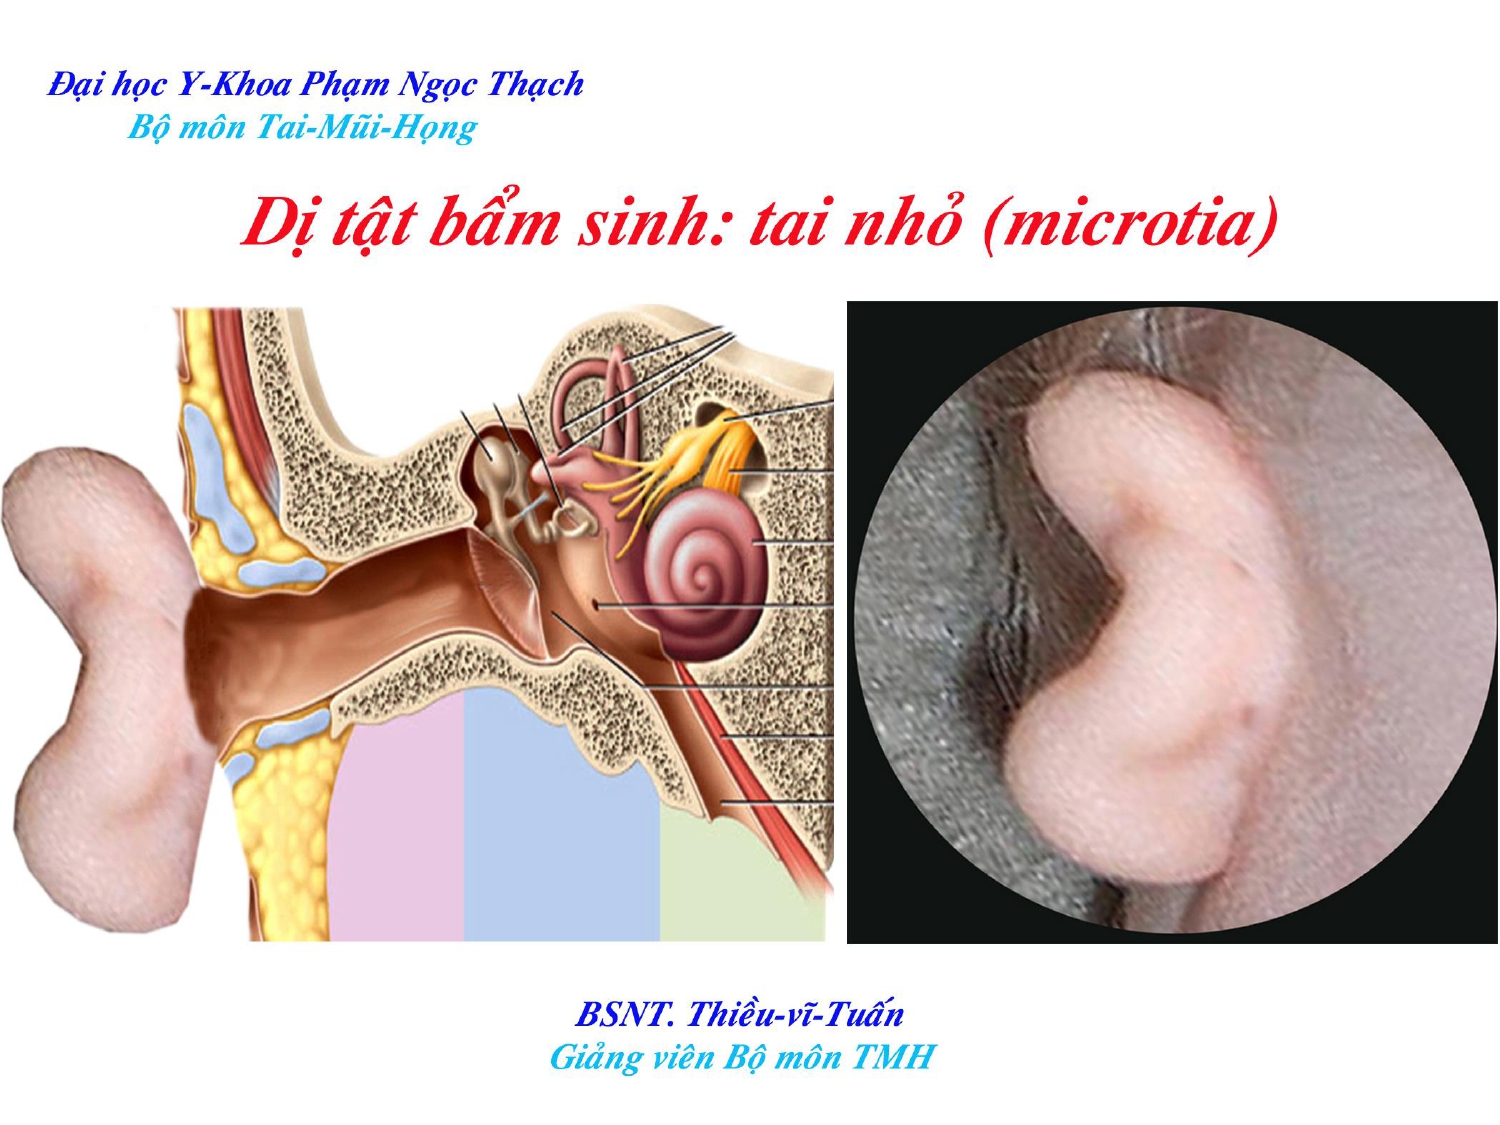 Đại học Y-Khoa Phạm Ngọc Thạch
Bộ môn Tai-Mũi-Họng
Dị tật bẩm sinh: tai nhỏ (microtia)
BSNT. Thiều-vĩ-Tuấn
Giảng viên Bộ môn TMH